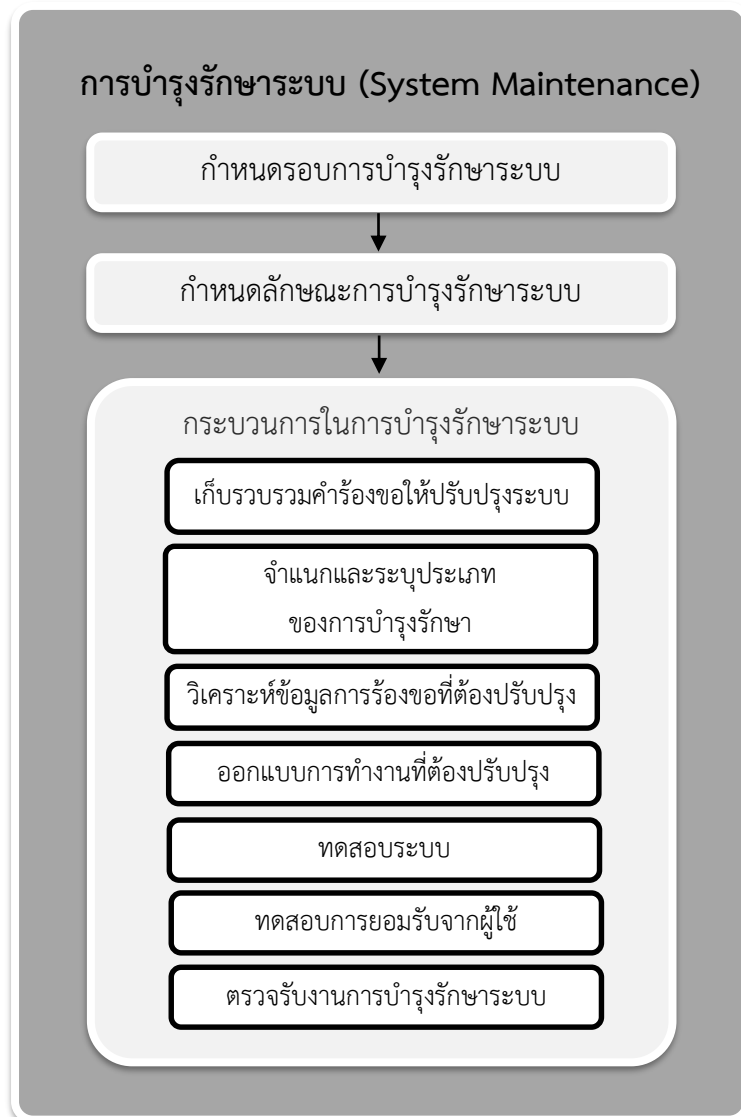 การบำรุงรักษาระบบ (System Maintenance)
กำหนดรอบการบำรุงรักษาระบบ
กำหนดลักษณะการบำรุงรักษาระบบ
กระบวนการในการบำรุงรักษาระบบ
เก็บรวบรวมคำร้องขอให้ปรับปรุงระบบ
จำแนกและระบุประเภท
ของการบำรุงรักษา
วิเคราะห์ข้อมูลการร้องขอที่ต้องปรับปรุง
ออกแบบการทำงานที่ต้องปรับปรุง
ทดสอบระบบ
ทดสอบการยอมรับจากผู้ใช้
ตรวจรับงานการบำรุงรักษาระบบ